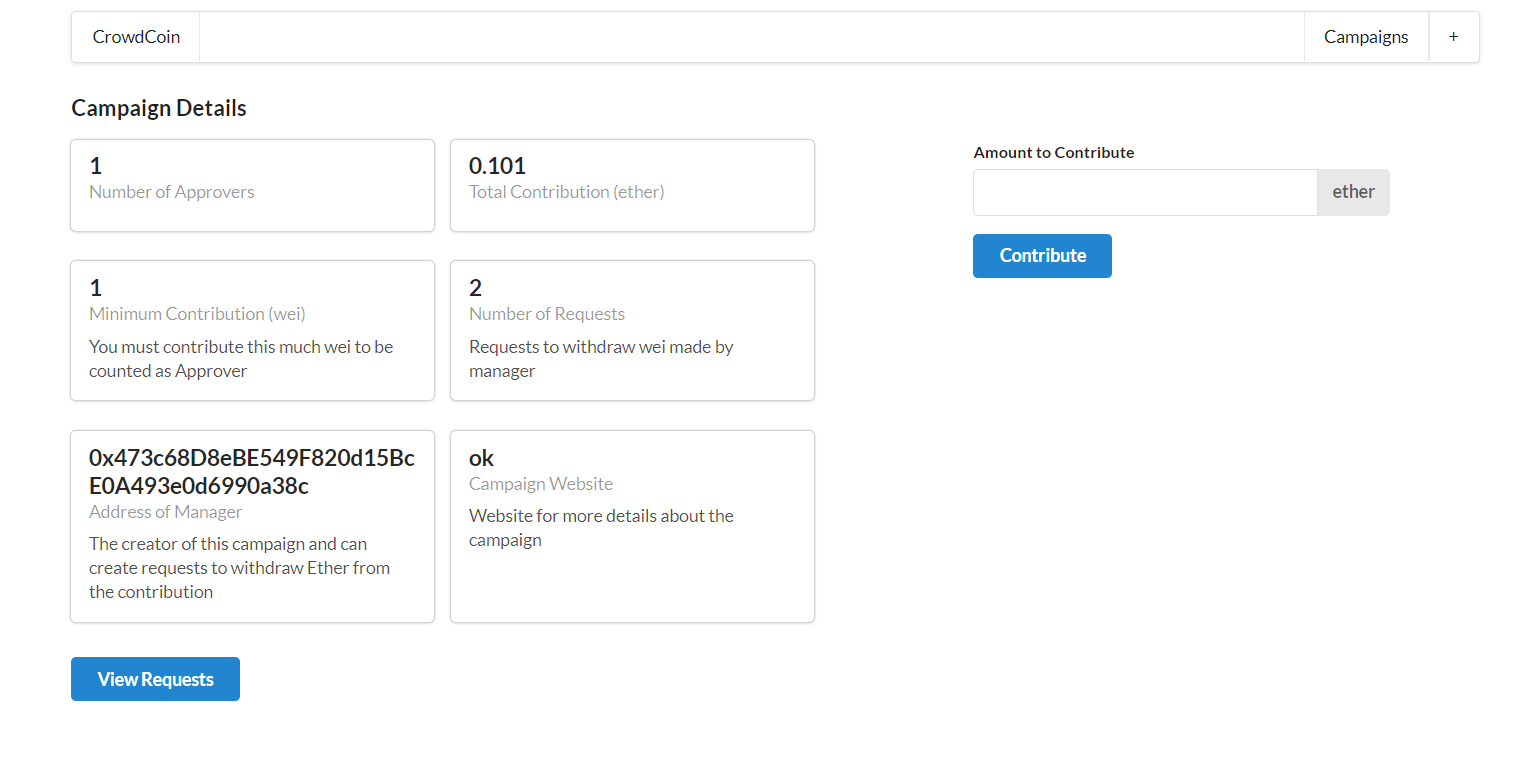 CrowdCoin
Campaigns
+
Campaign Details
1
Number of Approvers
0.101
Total Contribution (ether)
1
Minimum Contribution (wei)
You must contribute this much wei to be
counted as Approver
2
Number of Requests
Requests to withdraw wei made by
manager
0x473c68D8eBE549F820d15Bc
E0A493e0d6990a38c
Address of Manager
The creator of this campaign and can
create requests to withdraw Ether from
the contribution
ok
Campaign Website
Website for more details about the
campaign
View Requests
Amount to Contribute
ether
Contribute